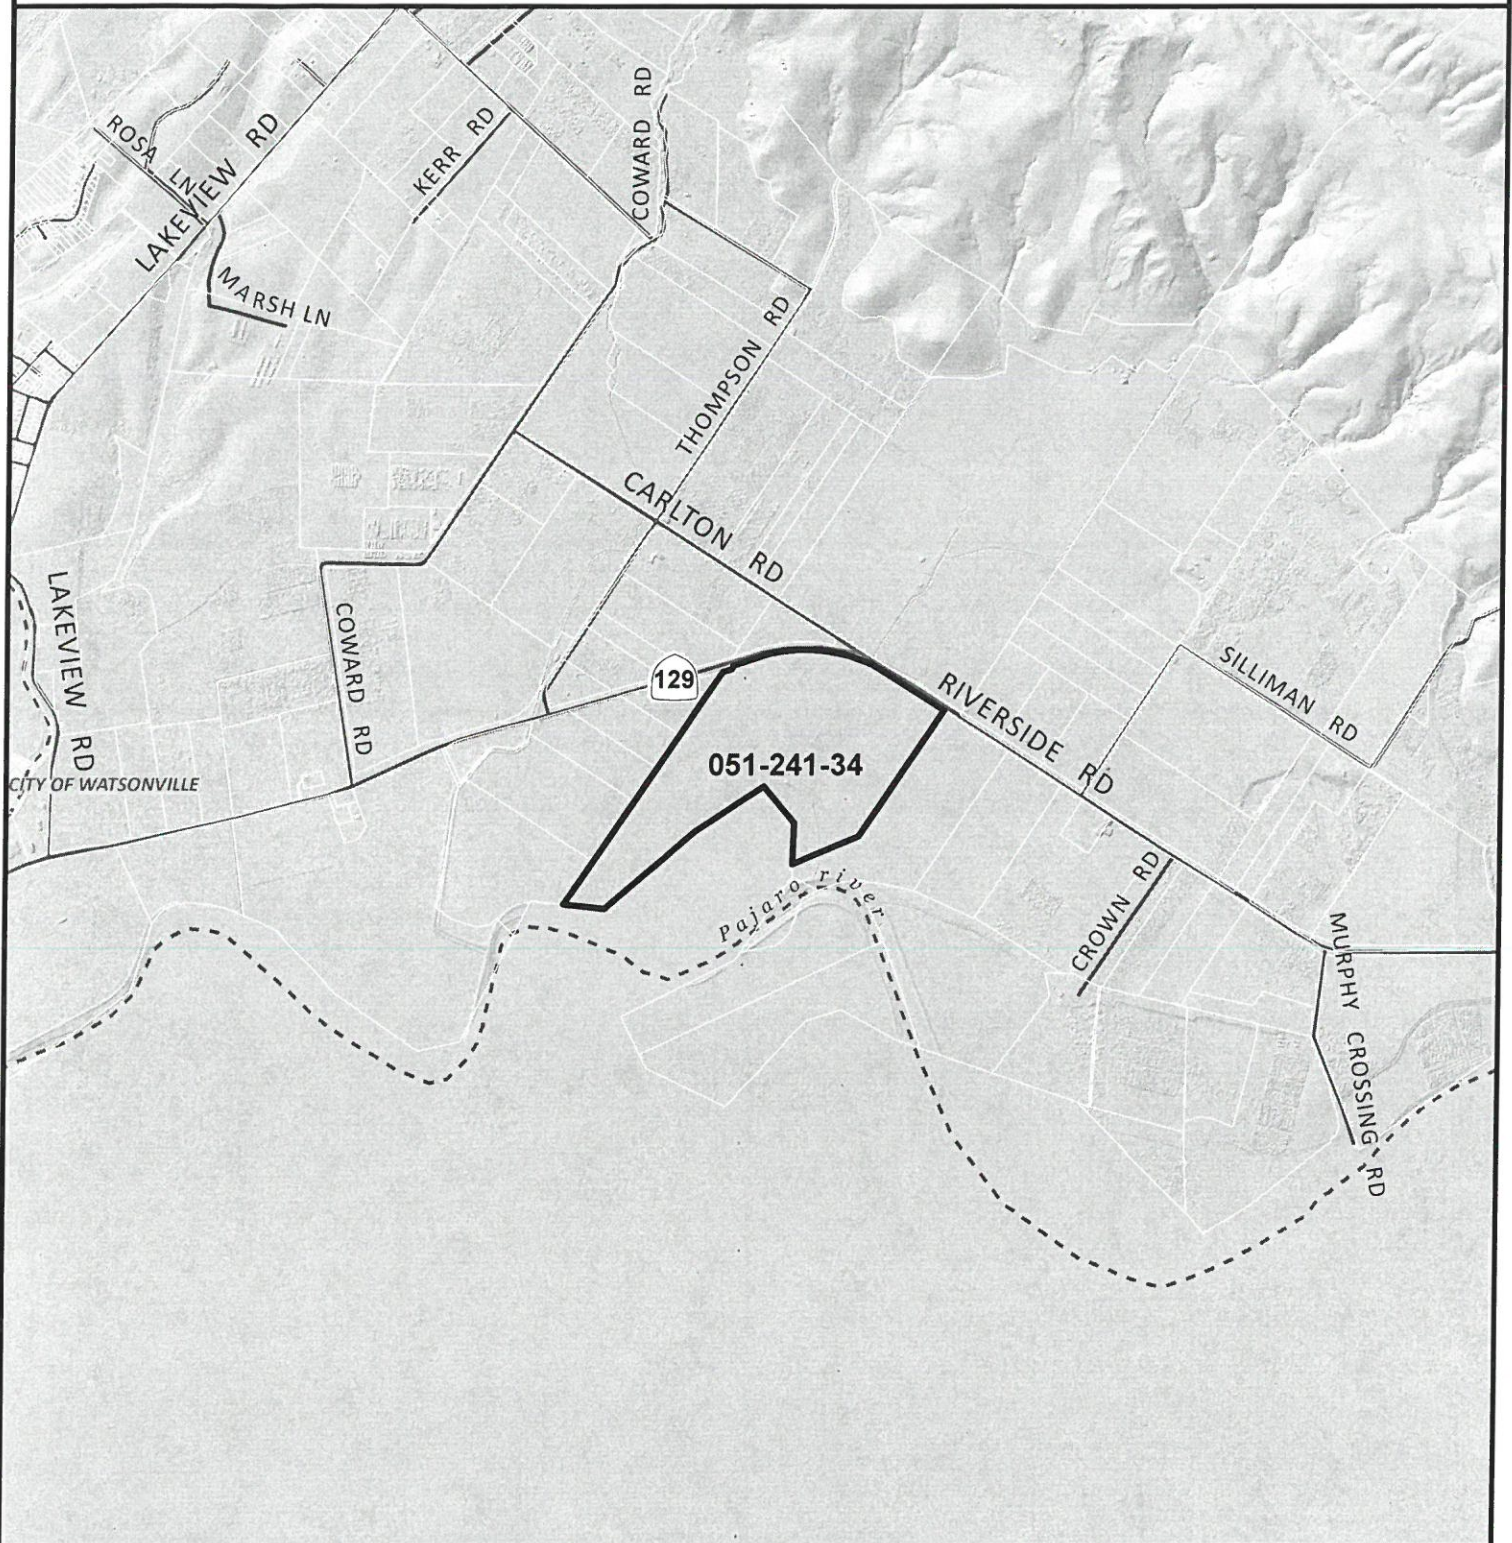 COWARD RD
KERR RD
ROSA LN
LAKEVIEW RD
MARSH LN
THOMPSON RD
CARLTON RD
LAKEVIEW RD
COWARD RD
129
RIVERSIDE RD
SILLIMAN RD
051-241-34
CITY OF WATSONVILLE
Pajaro river
CROWN RD
MURPHY CROSSING RD